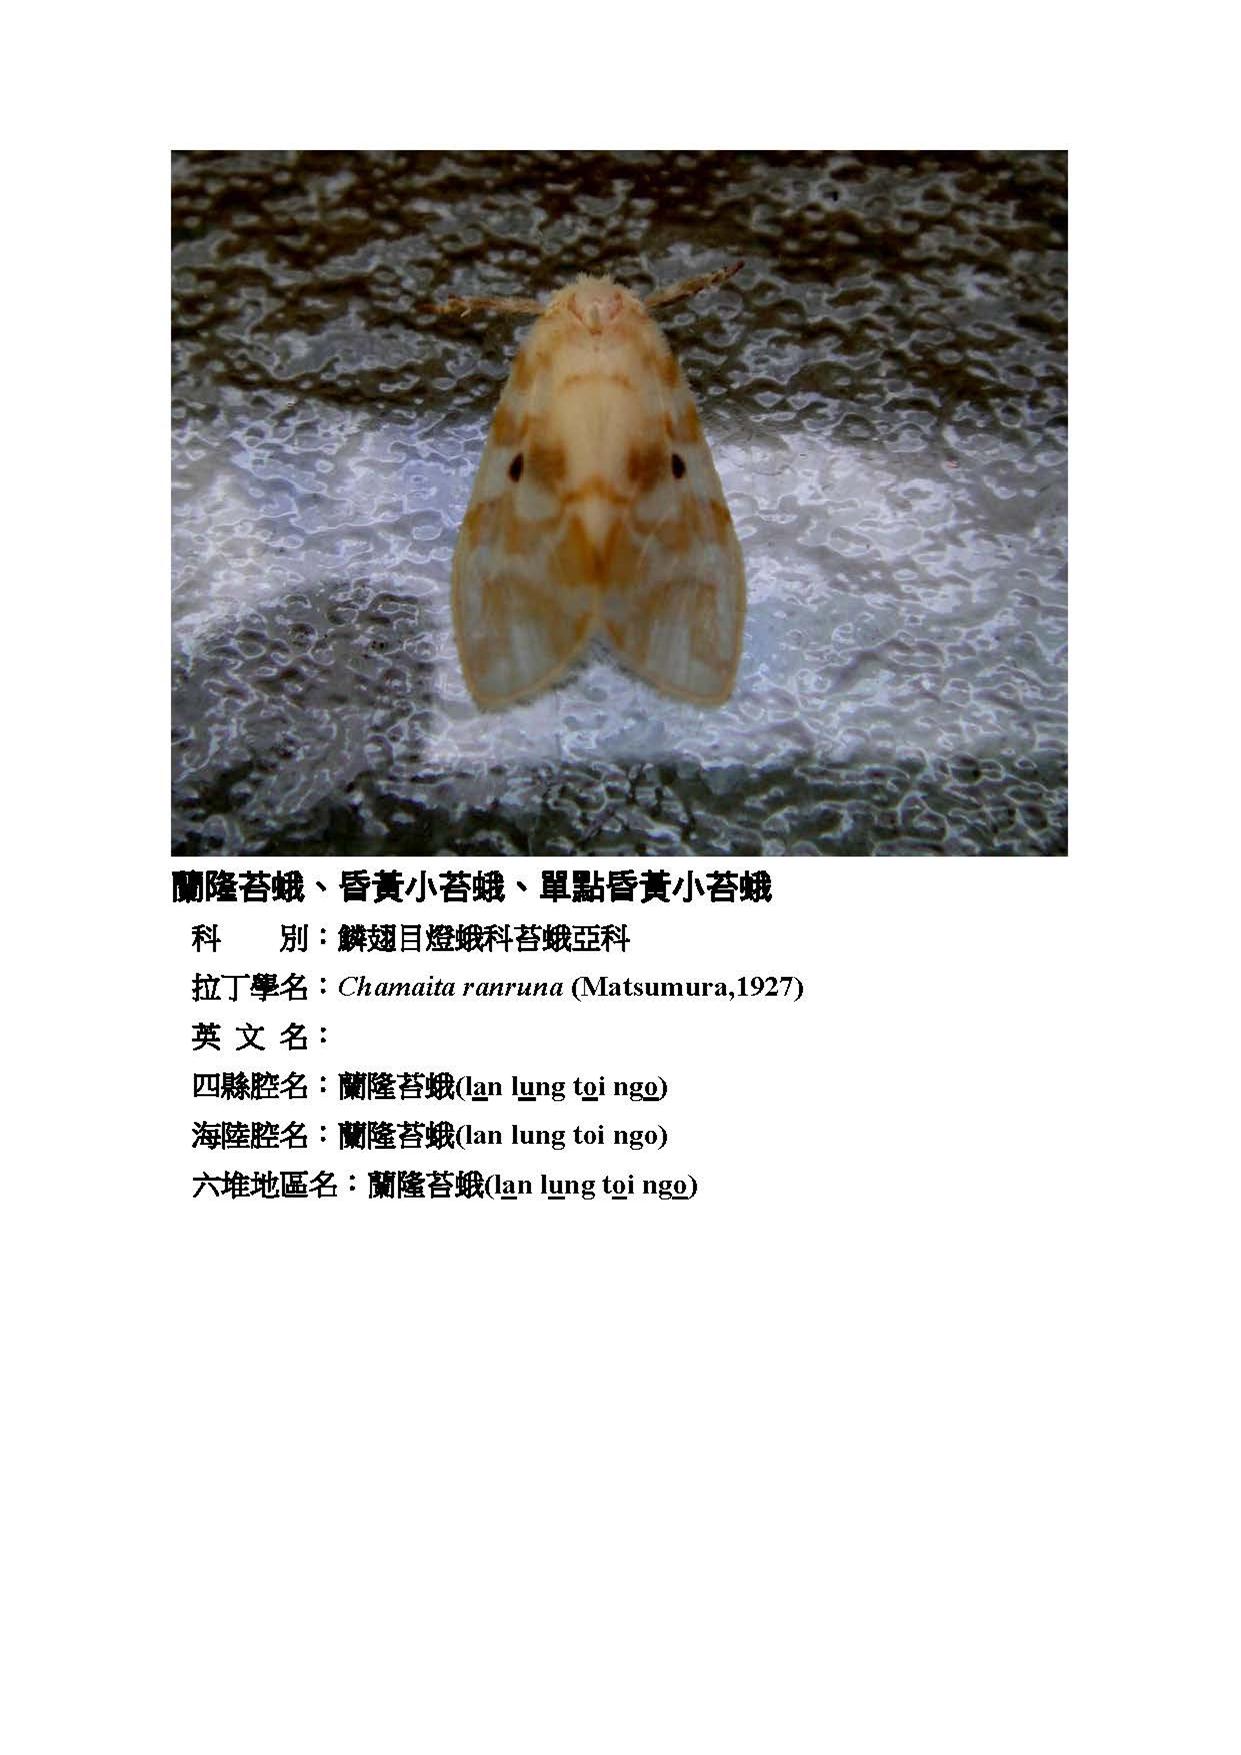 蘭隆苔蛾、昏黃小苔蛾、單點昏黃小苔蛾
科　　別：鱗翅目燈蛾科苔蛾亞科
拉丁學名：Chamaita ranruna (Matsumura,1927)
英 文 名：
四縣腔名：蘭隆苔蛾(lan lung toi ngo)
海陸腔名：蘭隆苔蛾(lan lung toi ngo)
六堆地區名：蘭隆苔蛾(lan lung toi ngo)